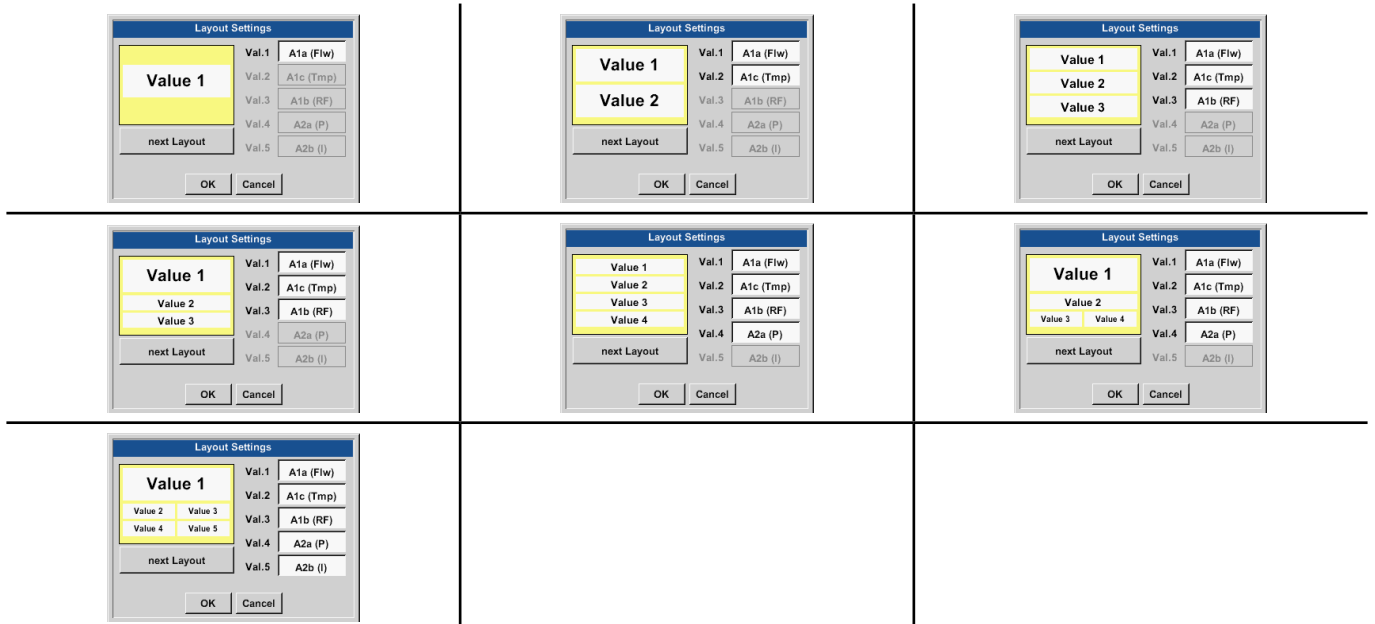 Layout Settings
Value 1
next Layout
Val.1 A1a (Flw)
Val.2 A1c (Tmp)
Val.3 A1b (RF)
Val.4 A2a (P)
Val.5 A2b (I)
OK Cancel
Layout Settings
Value 1
Value 2
next Layout
Val.1 A1a (Flw)
Val.2 A1c (Tmp)
Val.3 A1b (RF)
Val.4 A2a (P)
Val.5 A2b (I)
OK Cancel
Layout Settings
Value 1
Value 2
Value 3
next Layout
Val.1 A1a (Flw)
Val.2 A1c (Tmp)
Val.3 A1b (RF)
Val.4 A2a (P)
Val.5 A2b (I)
OK Cancel
Layout Settings
Value 1
Value 2
Value 3
next Layout
Val.1 A1a (Flw)
Val.2 A1c (Tmp)
Val.3 A1b (RF)
Val.4 A2a (P)
Val.5 A2b (I)
OK Cancel
Layout Settings
Value 1
Value 2
Value 3
Value 4
next Layout
Val.1 A1a (Flw)
Val.2 A1c (Tmp)
Val.3 A1b (RF)
Val.4 A2a (P)
Val.5 A2b (I)
OK Cancel
Layout Settings
Value 1
Value 2
Value 3 Value 4
next Layout
Val.1 A1a (Flw)
Val.2 A1c (Tmp)
Val.3 A1b (RF)
Val.4 A2a (P)
Val.5 A2b (I)
OK Cancel
Layout Settings
Value 1
Value 2 Value 3
Value 4 Value 5
next Layout
Val.1 A1a (Flw)
Val.2 A1c (Tmp)
Val.3 A1b (RF)
Val.4 A2a (P)
Val.5 A2b (I)
OK Cancel